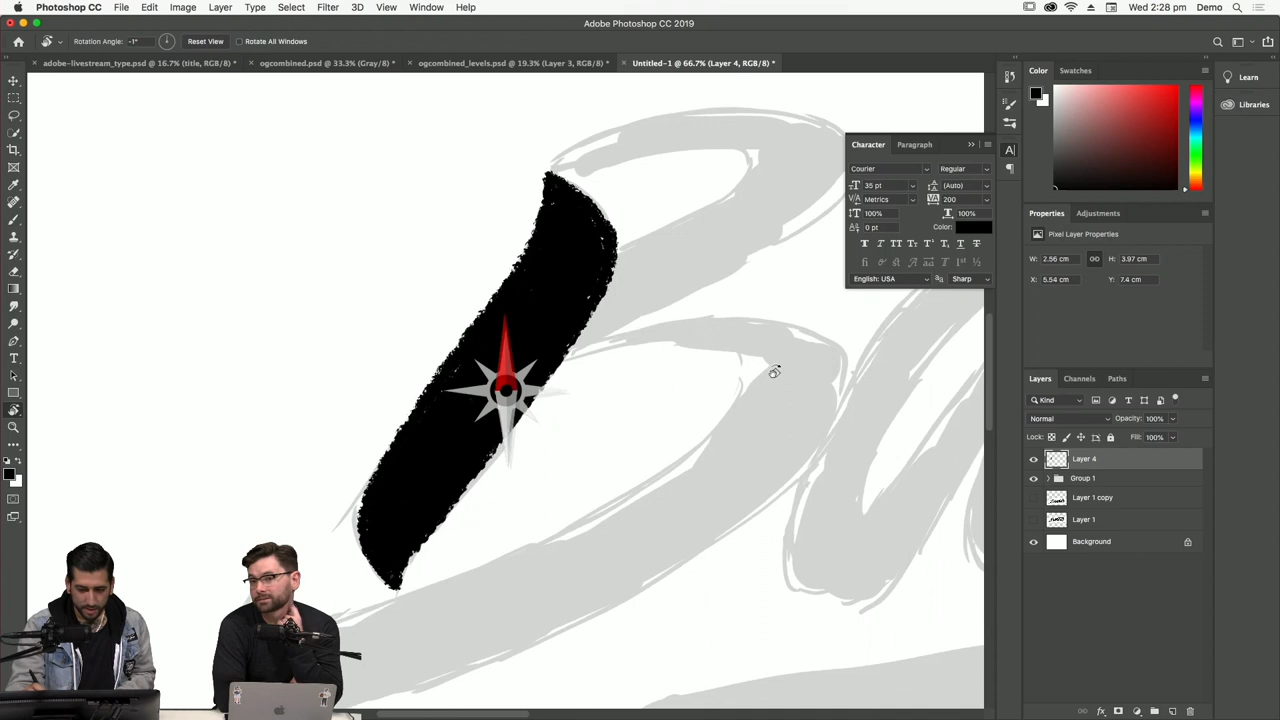 Photoshop CC File Edit Image Layer Type Select Filter 3D View Window Help Wed 2:28 pm Demo
Adobe Photoshop CC 2019
Rotation Angle: -1° Reset View Rotate All Windows
adobe-livestream_type.psd @ 16.7% (title, RGB/8) * ogcombined.psd @ 33.3% (Gray/8) * ogcombined_levels.psd @ 19.3% (Layer 3, RGB/8) * Untitled-1 @ 66.7% (Layer 4, RGB/8) *
Color Swatches
Learn
Libraries
Character Paragraph
Courier Regular
35 pt (Auto)
Metrics 200
100% 100%
0 pt Color:
English: USA Sharp
Properties Adjustments
Pixel Layer Properties
W: 2.56 cm H: 3.97 cm
X: 5.54 cm Y: 7.4 cm
Layers Channels Paths
Kind
Normal Opacity: 100%
Lock: Fill: 100%
Layer 4
Group 1
Layer 1 copy
Layer 1
Background